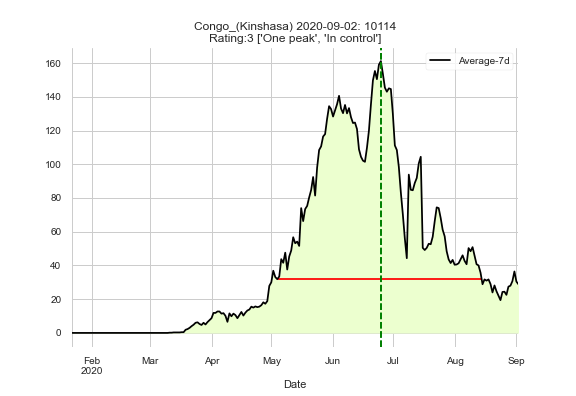 Congo_(Kinshasa) 2020-09-02: 10114
Rating:3 ['One peak', 'In control']
Average-7d
160
140
120
100
80
60
40
20
0
Feb Mar Apr May Jun Jul Aug Sep
2020
Date